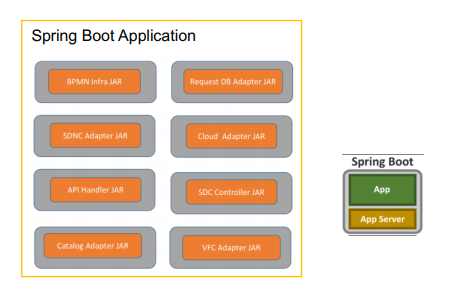 Spring Boot Application
BPMN Infra JAR
Request DB Adapter JAR
SDNC Adapter JAR
Cloud Adapter JAR
API Handler JAR
SDC Controller JAR
Catalog Adapter JAR
VFC Adapter JAR
Spring Boot
App
App Server